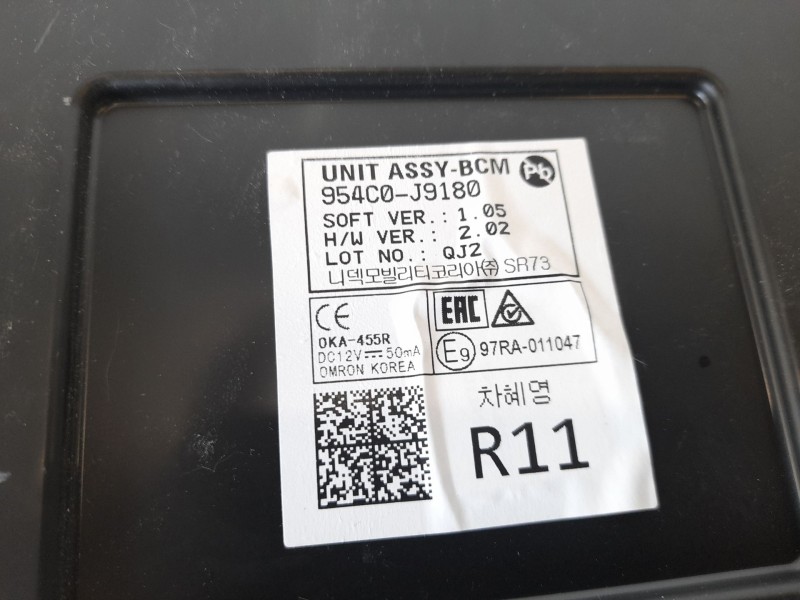 UNIT ASSY-BCM Pb
954C0-J9180
SOFT VER.: 1.05
H/W VER.: 2.02
LOT NO.: QJ2
니덱모빌리티코리아㈜ SR73
CE
OKA-455R
DC12V⎓50mA
OMRON KOREA
EAC
E9 97RA-011047
차혜영
R11